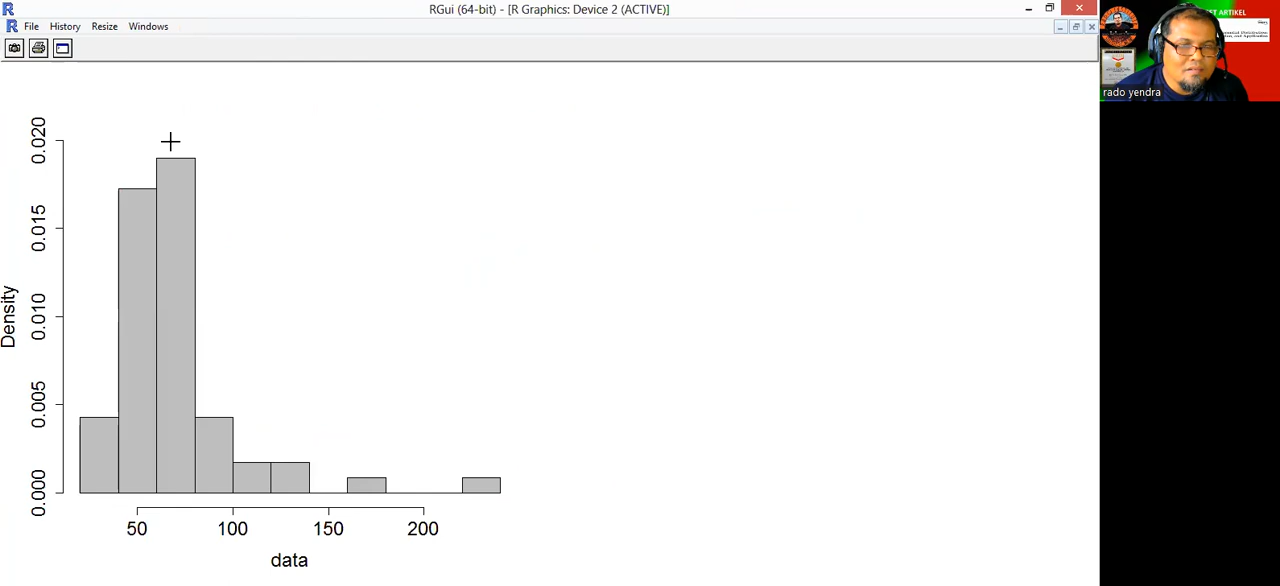 RGui (64-bit) - [R Graphics: Device 2 (ACTIVE)]
File History Resize Windows
0.020
0.015
0.010
0.005
0.000
Density
50 100 150 200
data
ARTIKEL
rado yendra